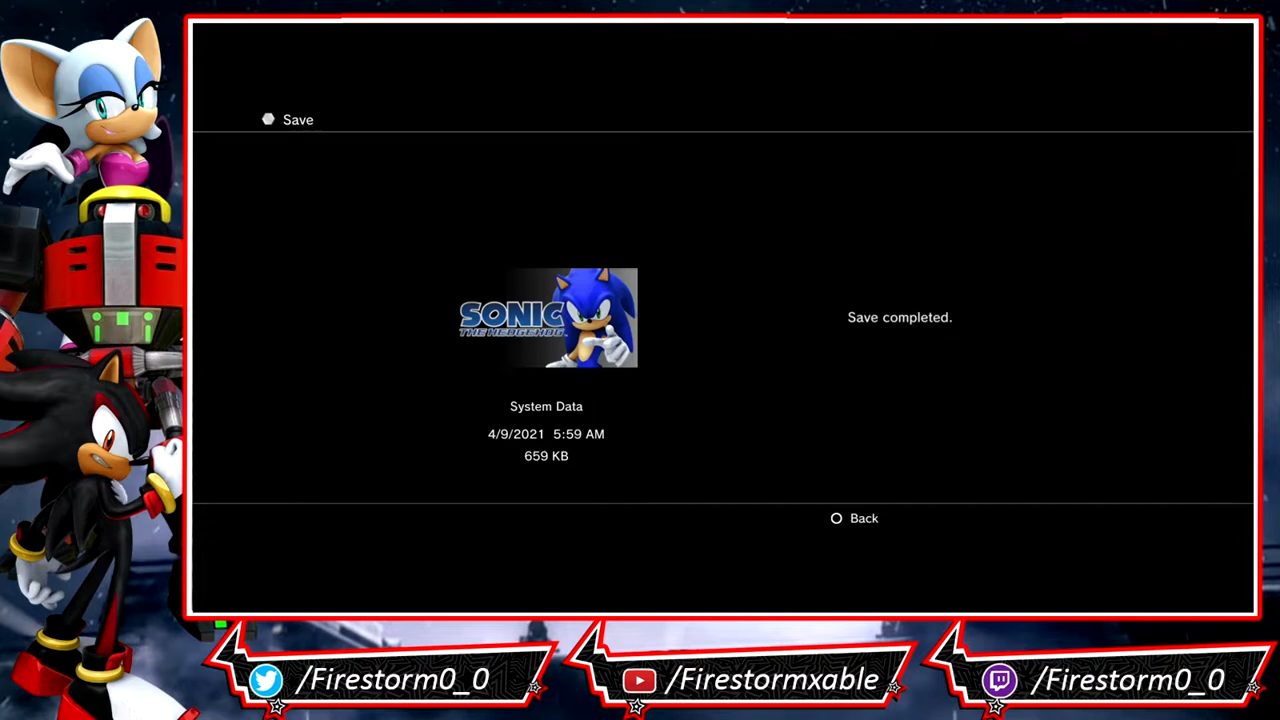 Save
SONIC
THE HEDGEHOG
Save completed.
System Data
4/9/2021 5:59 AM
659 KB
Back
/Firestorm0_0
/Firestormxable
/Firestorm0_0